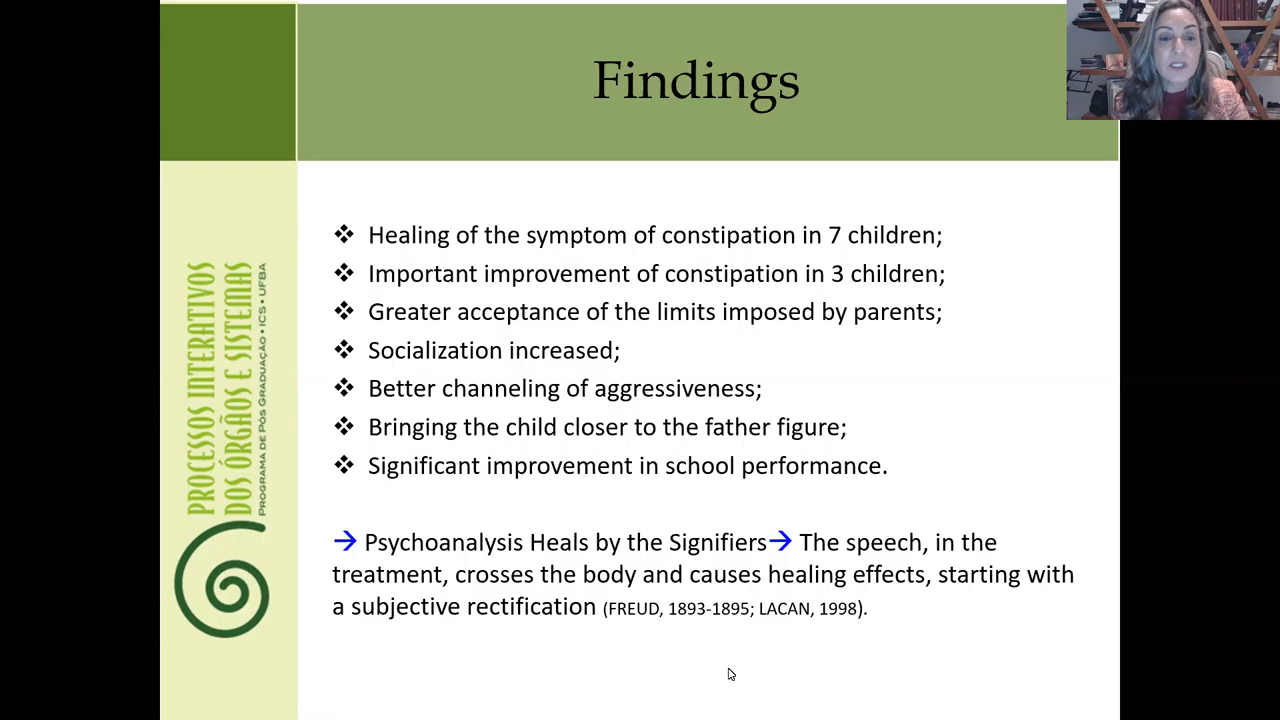 Findings
❖ Healing of the symptom of constipation in 7 children;
❖ Important improvement of constipation in 3 children;
❖ Greater acceptance of the limits imposed by parents;
❖ Socialization increased;
❖ Better channeling of aggressiveness;
❖ Bringing the child closer to the father figure;
❖ Significant improvement in school performance.
→ Psychoanalysis Heals by the Signifiers→ The speech, in the
treatment, crosses the body and causes healing effects, starting with
a subjective rectification (FREUD, 1893-1895; LACAN, 1998).
PROCESSOS INTERATIVOS
DOS ÓRGÃOS E SISTEMAS
PROGRAMA DE PÓS GRADUAÇÃO • ICS • UFBA